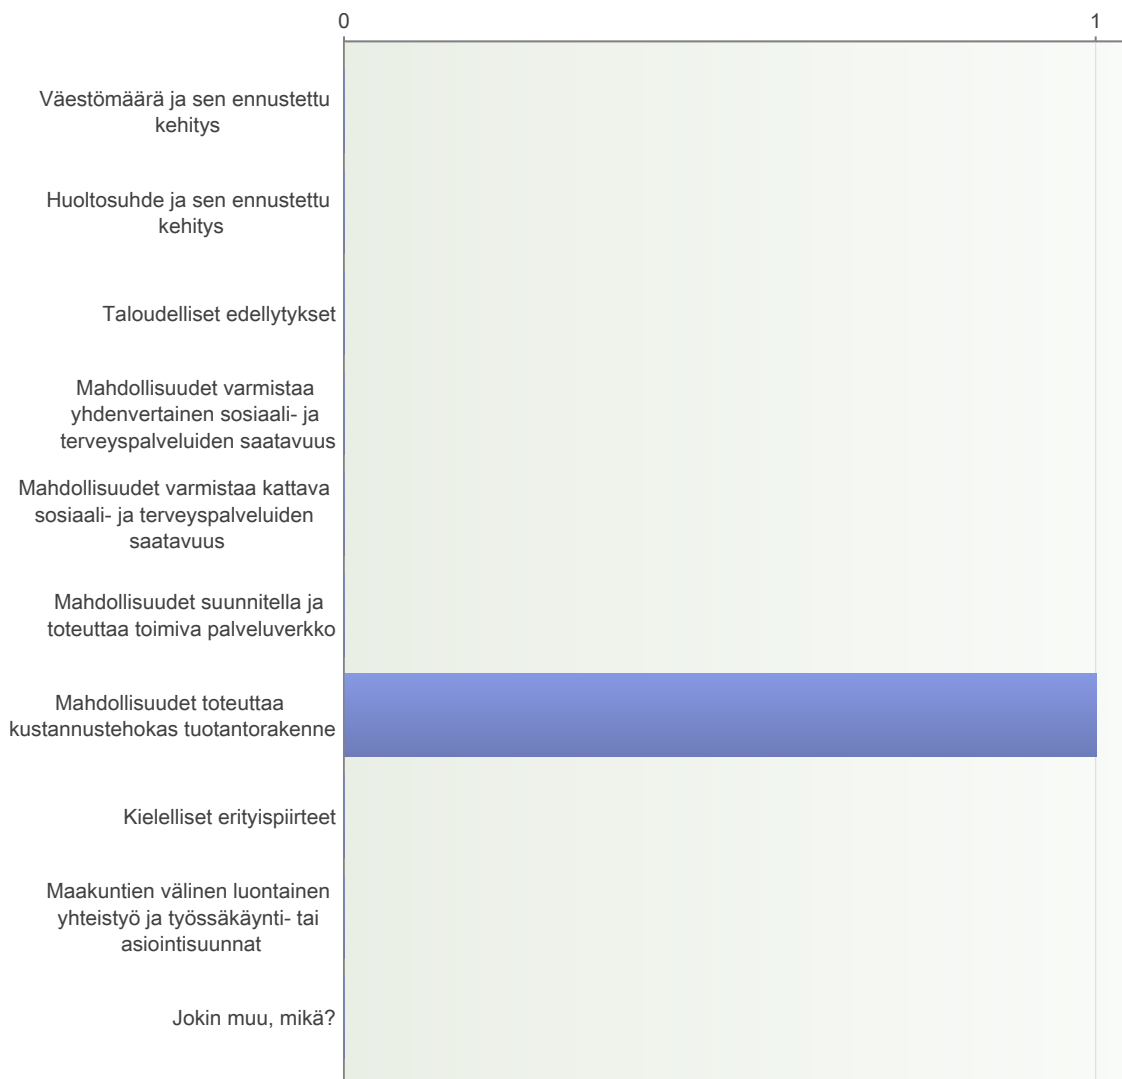 0 1
Väestömäärä ja sen ennustettu
kehitys
Huoltosuhde ja sen ennustettu
kehitys
Taloudelliset edellytykset
Mahdollisuudet varmistaa
yhdenvertainen sosiaali- ja
terveyspalveluiden saatavuus
Mahdollisuudet varmistaa kattava
sosiaali- ja terveyspalveluiden
saatavuus
Mahdollisuudet suunnitella ja
toteuttaa toimiva palveluverkko
Mahdollisuudet toteuttaa
kustannustehokas tuotantorakenne
Kielelliset erityispiirteet
Maakuntien välinen luontainen
yhteistyö ja työssäkäynti- tai
asiointisuunnat
Jokin muu, mikä?